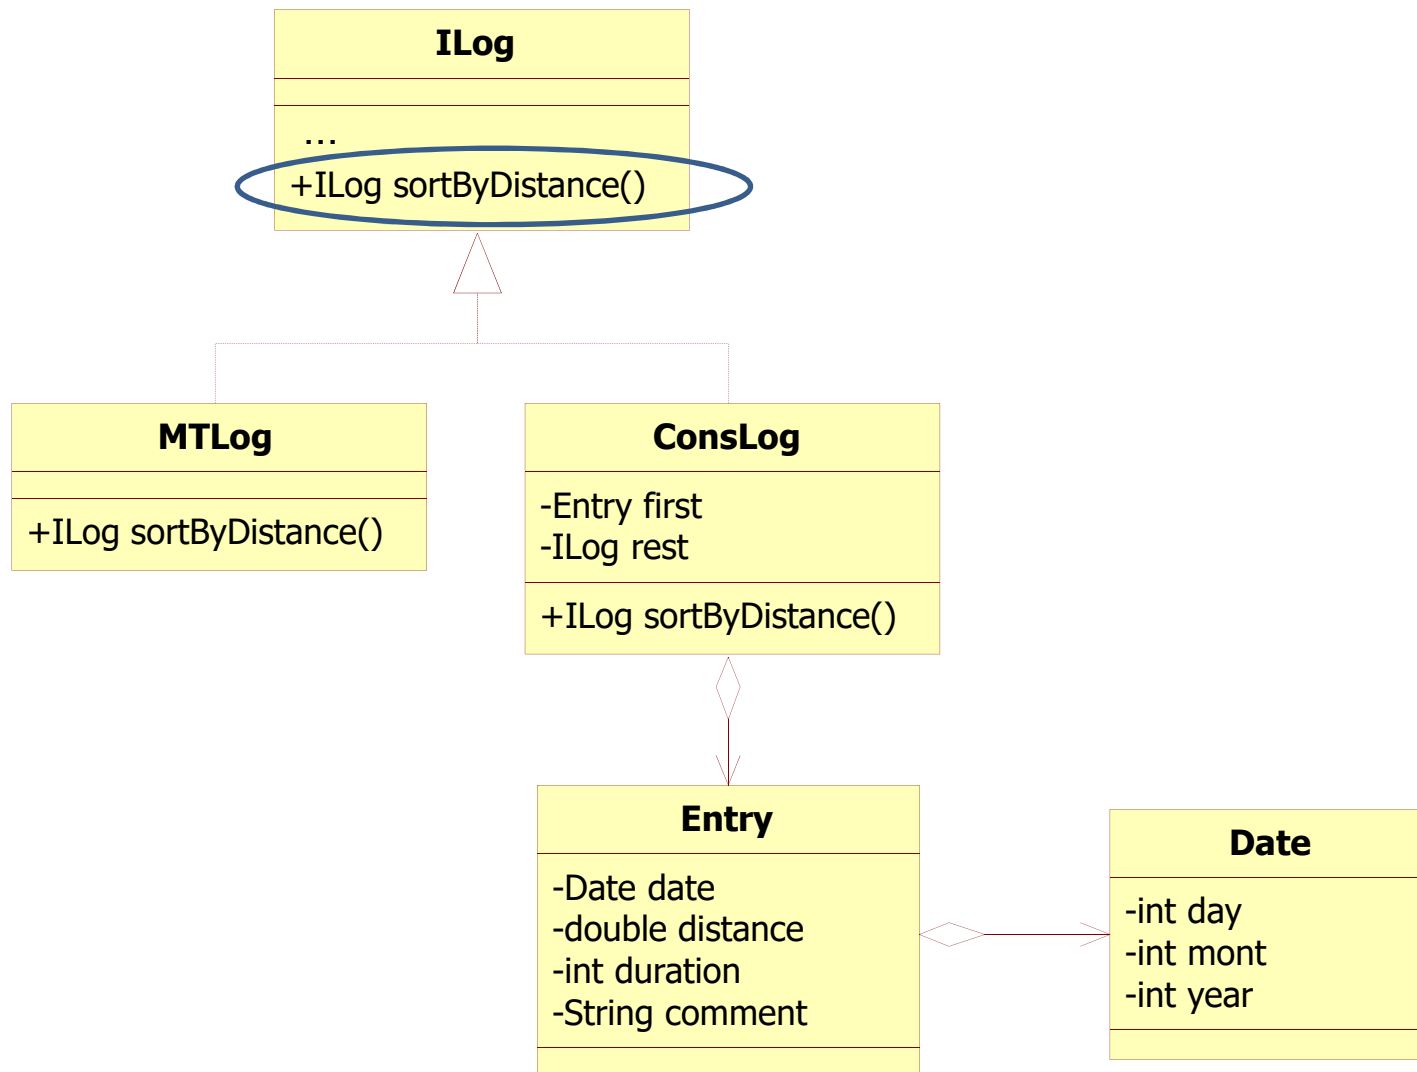 ILog
...
+ILog sortByDistance()
MTLog
+ILog sortByDistance()
ConsLog
-Entry first
-ILog rest
+ILog sortByDistance()
Entry
-Date date
-double distance
-int duration
-String comment
Date
-int day
-int mont
-int year